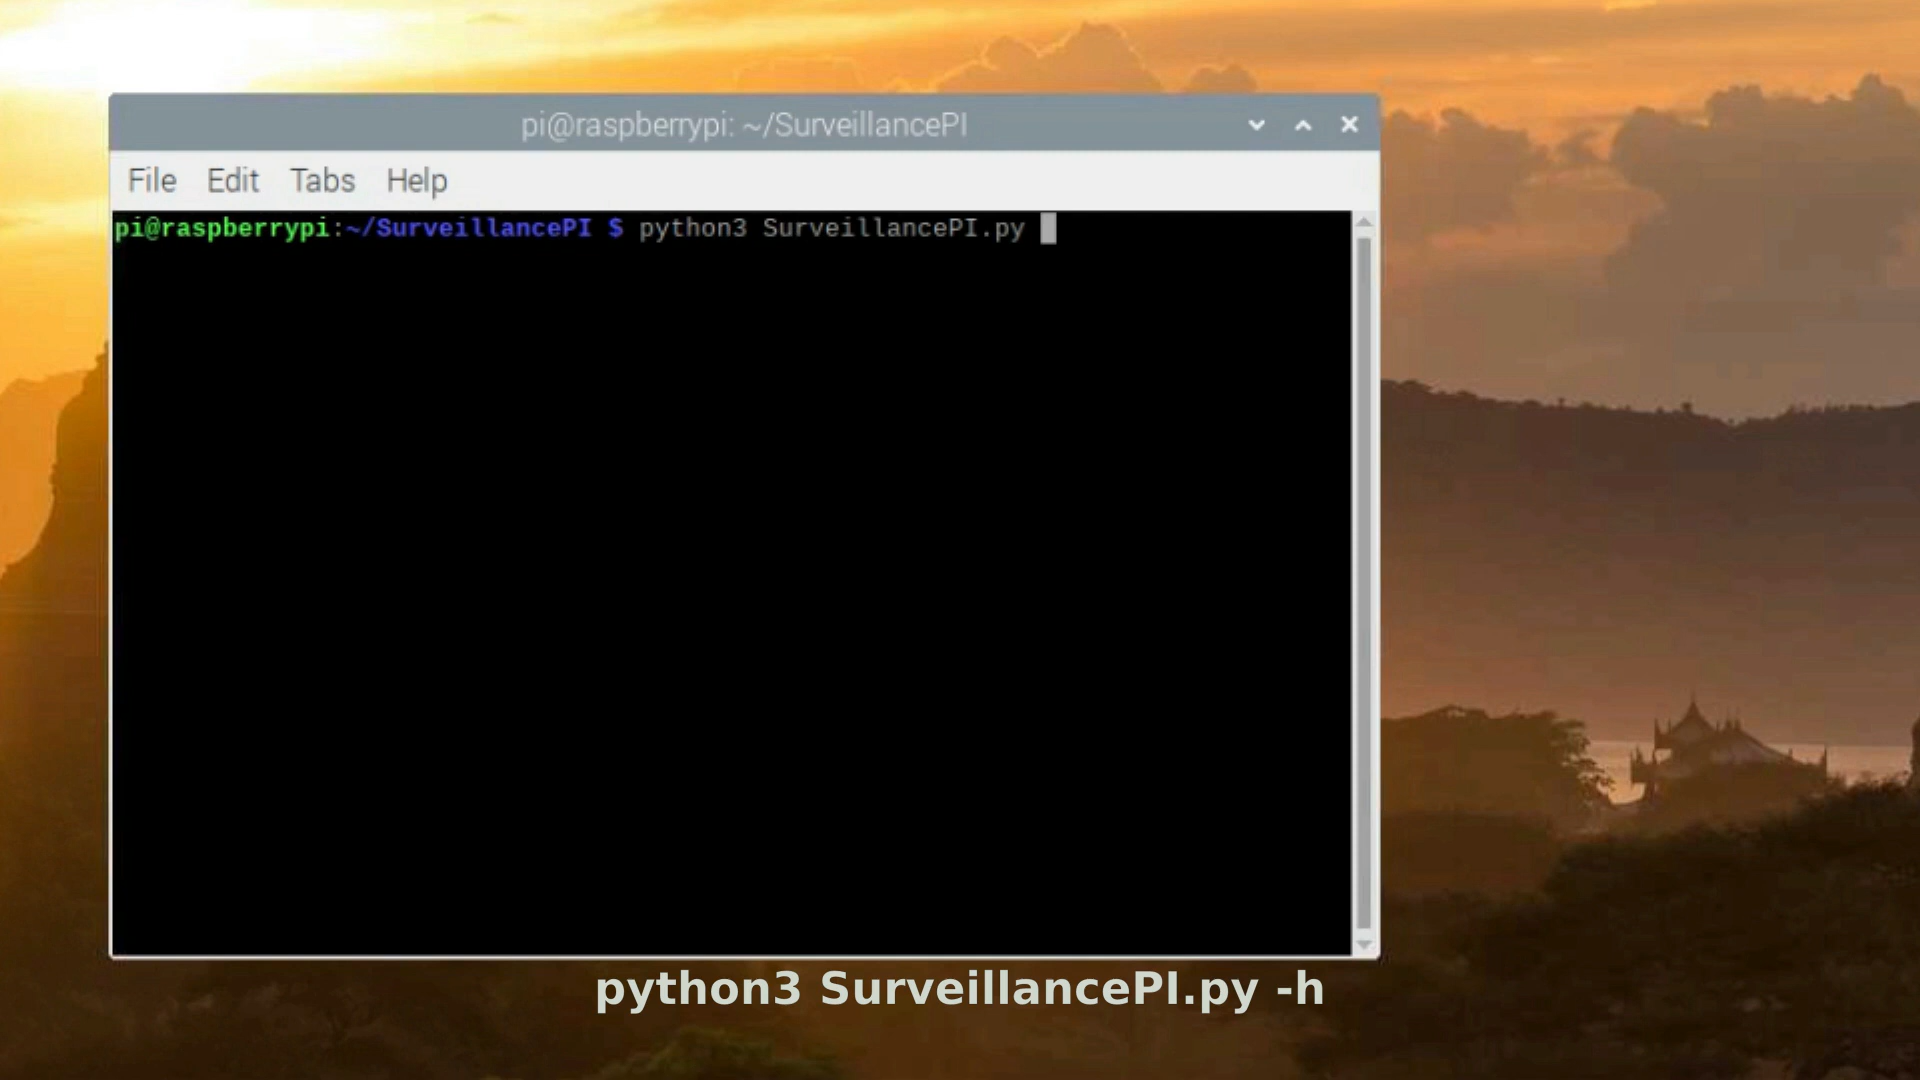 pi@raspberrypi: ~/SurveillancePI
File Edit Tabs Help
pi@raspberrypi:~/SurveillancePI $ python3 SurveillancePI.py
python3 SurveillancePI.py -h